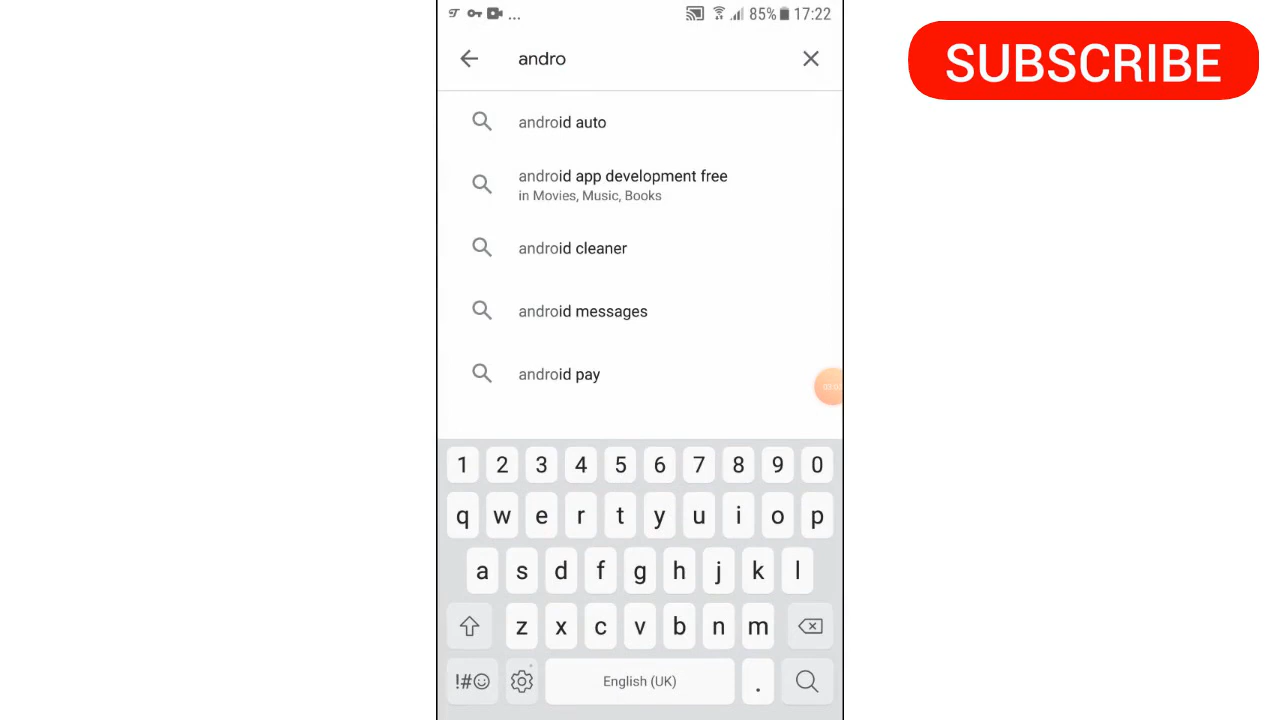 ... 85% 17:22
SUBSCRIBE
andro
android auto
android app development free
in Movies, Music, Books
android cleaner
android messages
android pay
1 2 3 4 5 6 7 8 9 0
q w e r t y u i o p
a s d f g h j k l
z x c v b n m
!#☺ English (UK) .